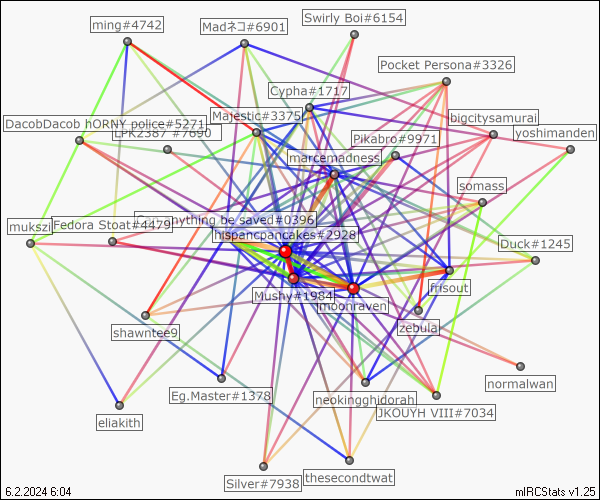 Swirly Boi#6154
ming#4742
Madネコ#6901
Pocket Persona#3326
Cypha#1717
Majestic#3375
bigcitysamurai
DacobDacob hORNY police#5271
yoshimanden
LPK2387 #7690
Pikabro#9971
marcemadness
somass
anything be saved#0396
mukszi
Fedora Stoat#4479
hispancpancakes#2928
Duck#1245
frisout
Mushy#1984
moonraven
zebula
shawntee9
normalwan
Eg.Master#1378
neokingghidorah
JKOUYH VIII#7034
eliakith
thesecondtwat
Silver#7938
6.2.2024 6:04
mIRCStats v1.25